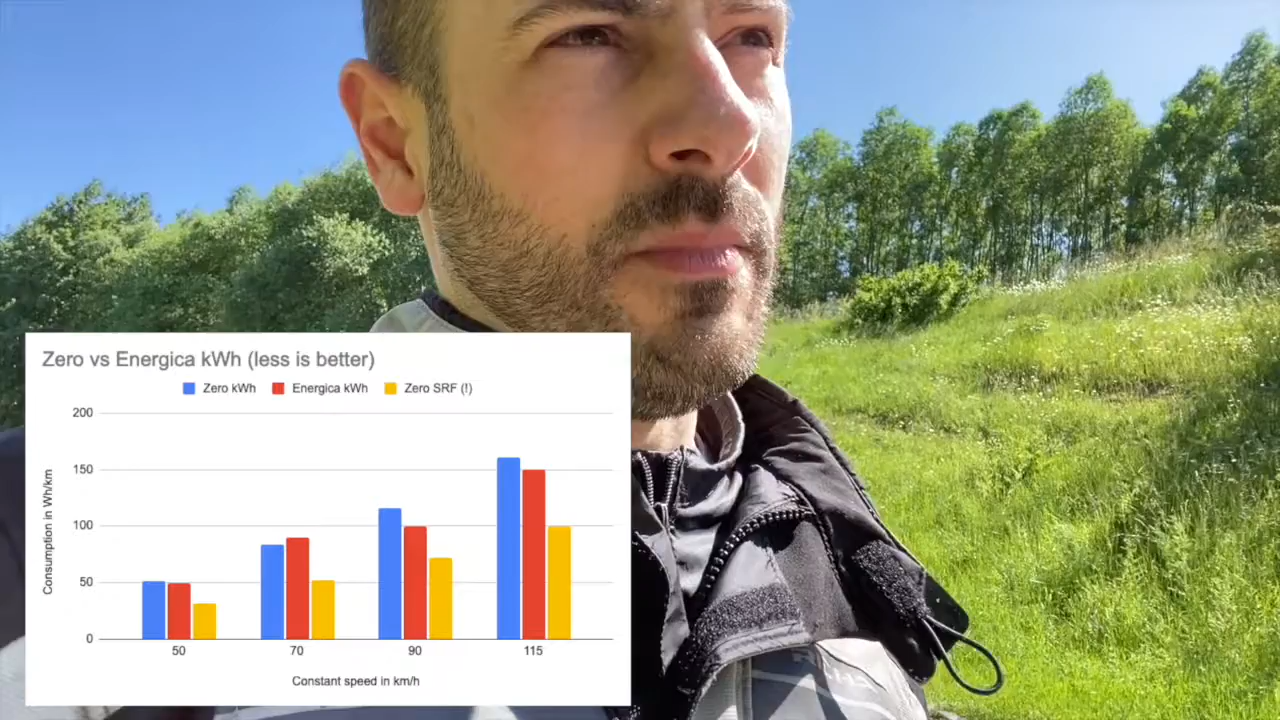 Zero vs Energica kWh (less is better)
Zero kWh Energica kWh Zero SRF (!)
200
150
100
50
0
Consumption in Wh/km
50 70 90 115
Constant speed in km/h